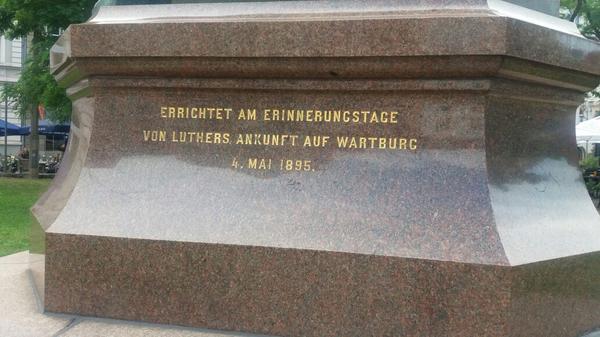 ERRICHTET AM ERINNERUNGSTAGE
VON LUTHERS ANKUNFT AUF WARTBURG
4. MAI 1895.